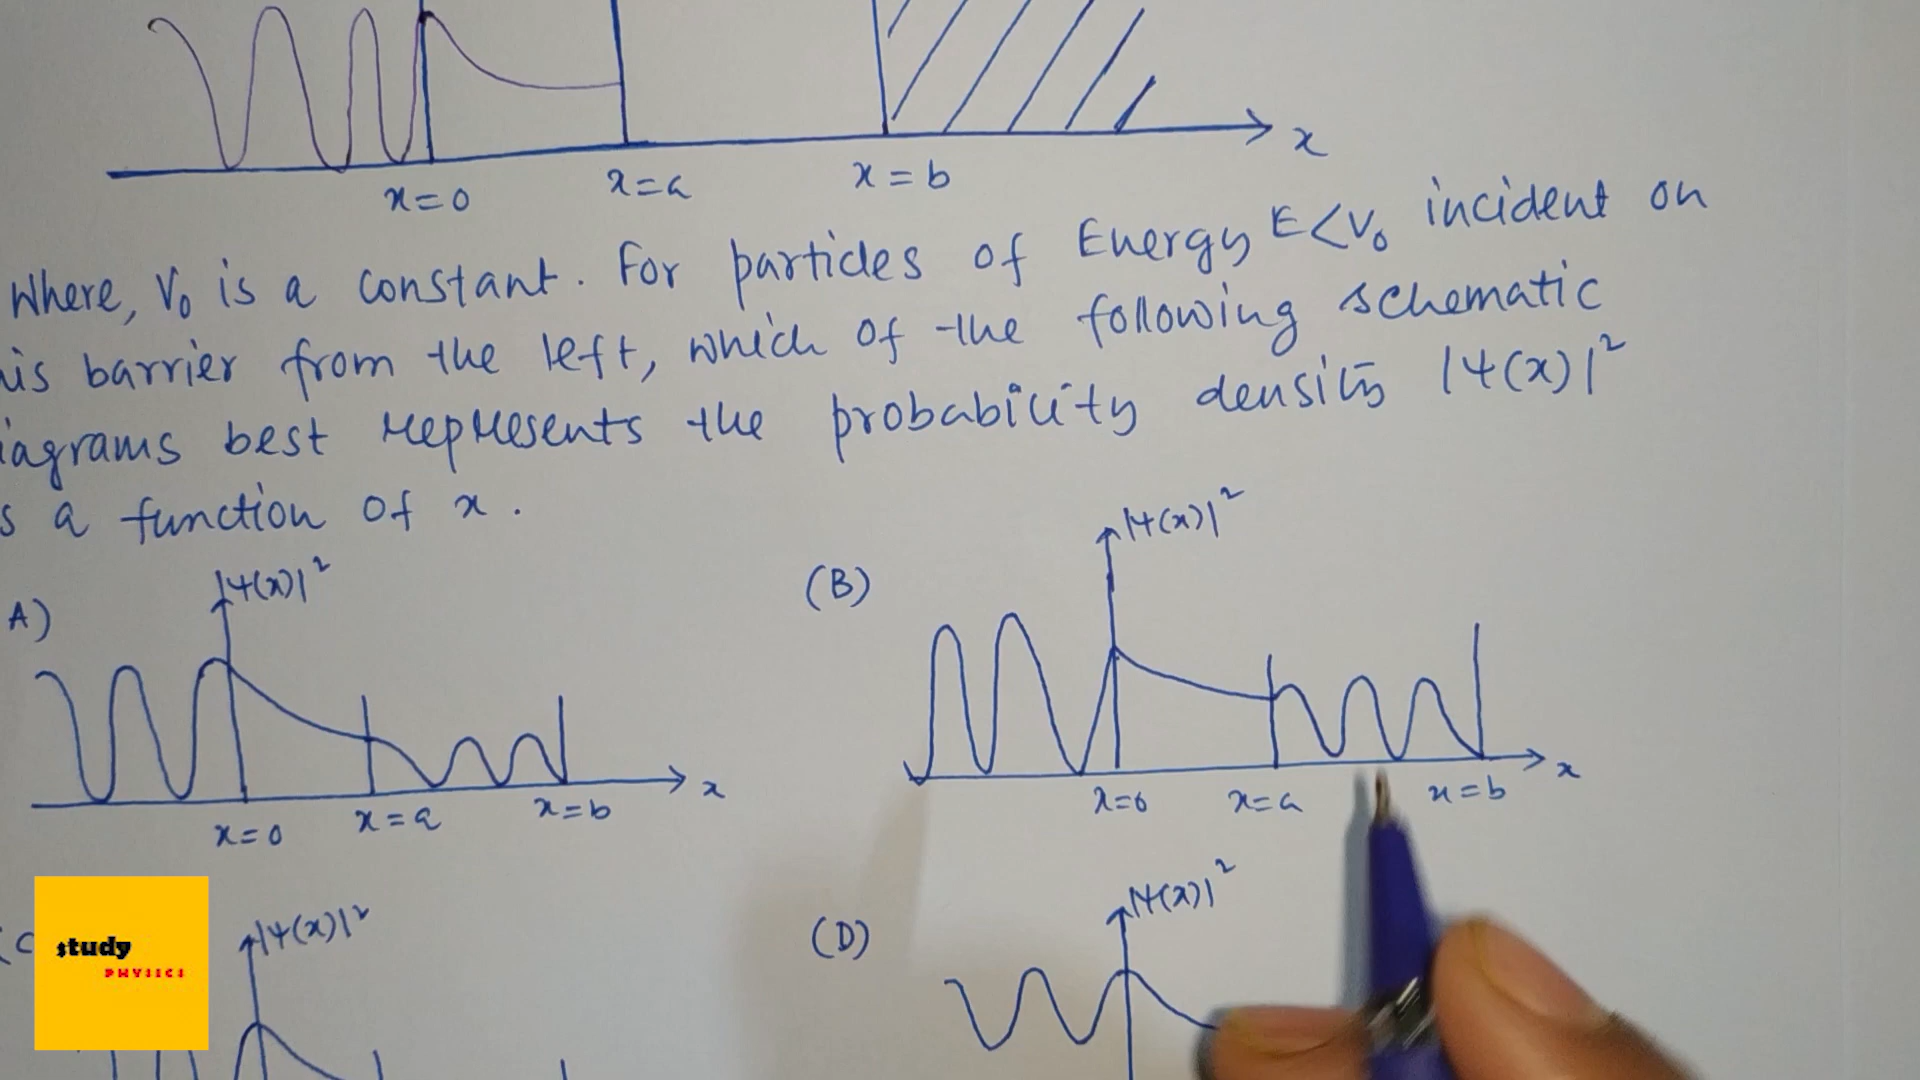 x=0
x=a
x=b
x
Where, V₀ is a constant. For particles of Energy E<V₀ incident on
is barrier from the left, which of the following schematic
iagrams best represents the probability density |ψ(x)|²
s a function of x.
A)
|ψ(x)|²
x=0
x=a
x=b
x
(B)
|ψ(x)|²
x=0
x=a
x=b
x
(C
|ψ(x)|²
(D)
|ψ(x)|²
study
PHYSICS